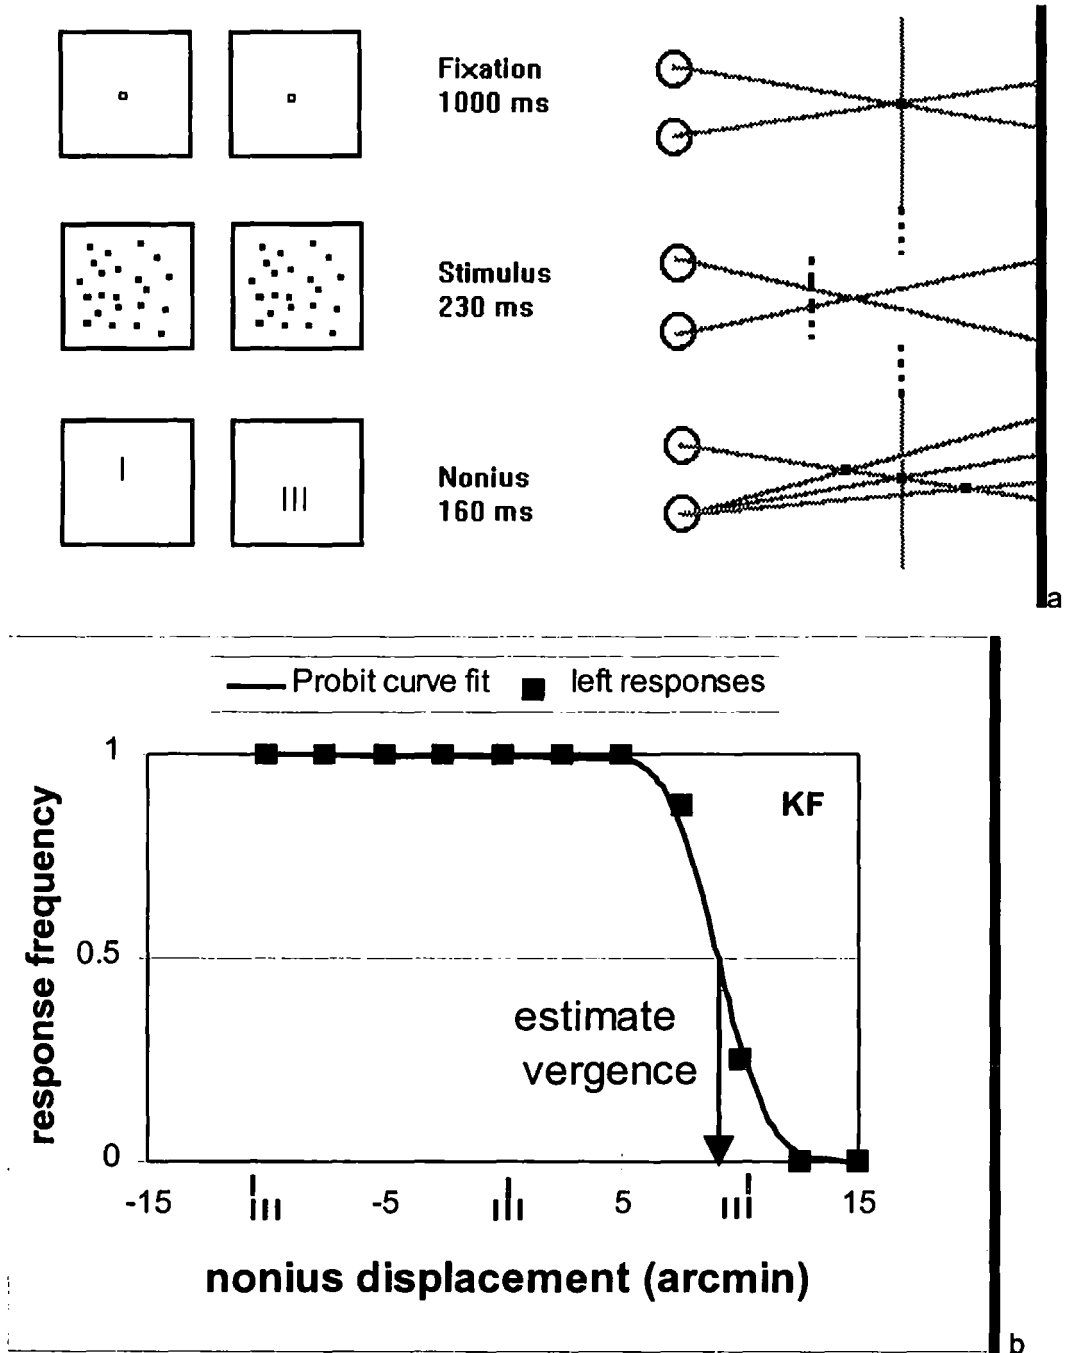 Fixation
1000 ms
Stimulus
230 ms
Nonius
160 ms
a
Probit curve fit left responses
1
KF
0.5
estimate
vergence
0
-15 -5 5 15
response frequency
nonius displacement (arcmin)
b